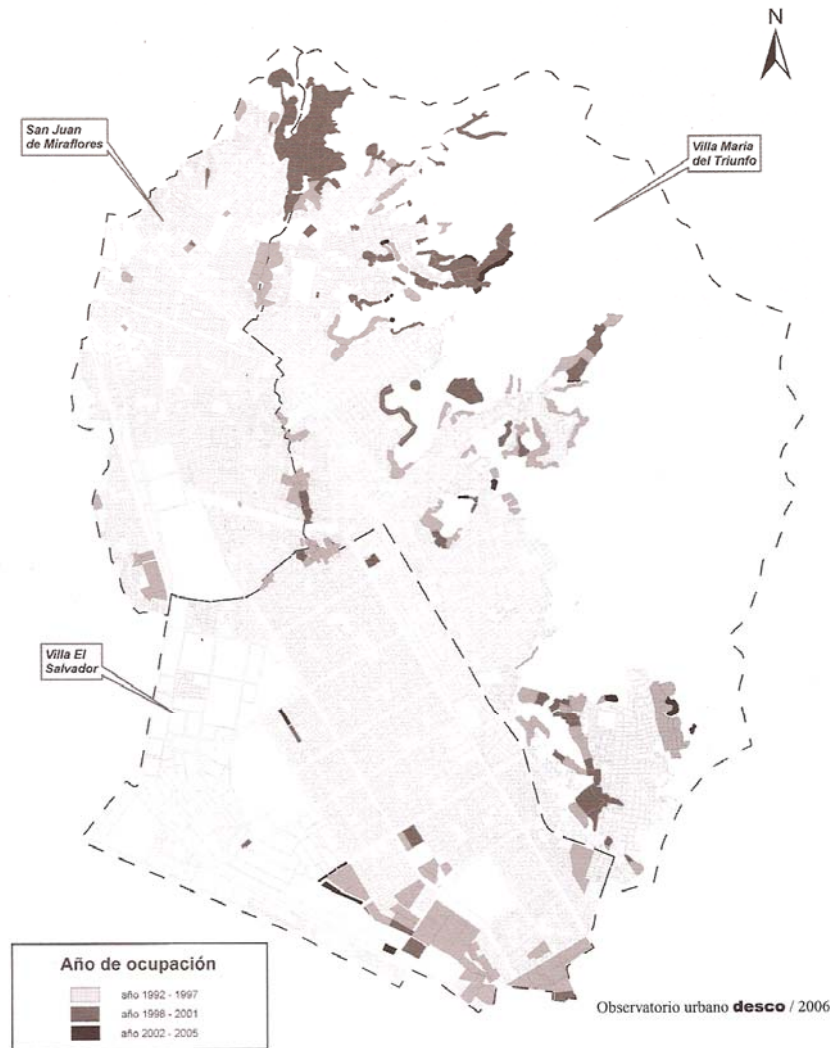 N
San Juan
de Miraflores
Villa Maria
del Triunfo
Villa El
Salvador
Año de ocupación
año 1992 - 1997
año 1998 - 2001
año 2002 - 2005
Observatorio urbano desco / 2006